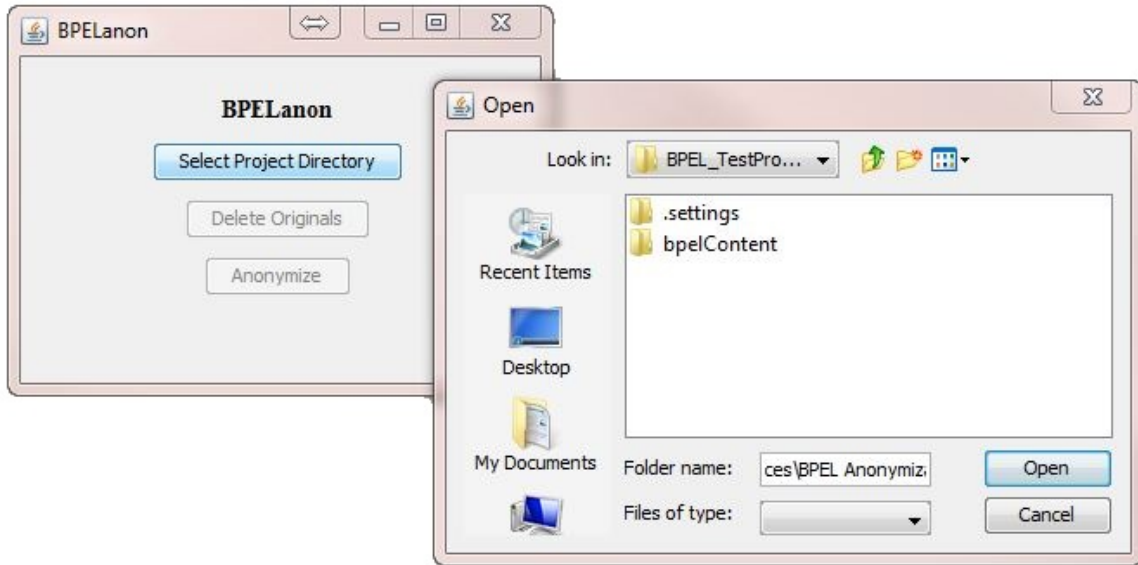 BPELanon
BPELanon
Select Project Directory
Delete Originals
Anonymize
Open
Look in:
BPEL_TestPro...
.settings
bpelContent
Recent Items
Desktop
My Documents
Folder name:
ces\BPEL Anonymiz
Open
Files of type:
Cancel